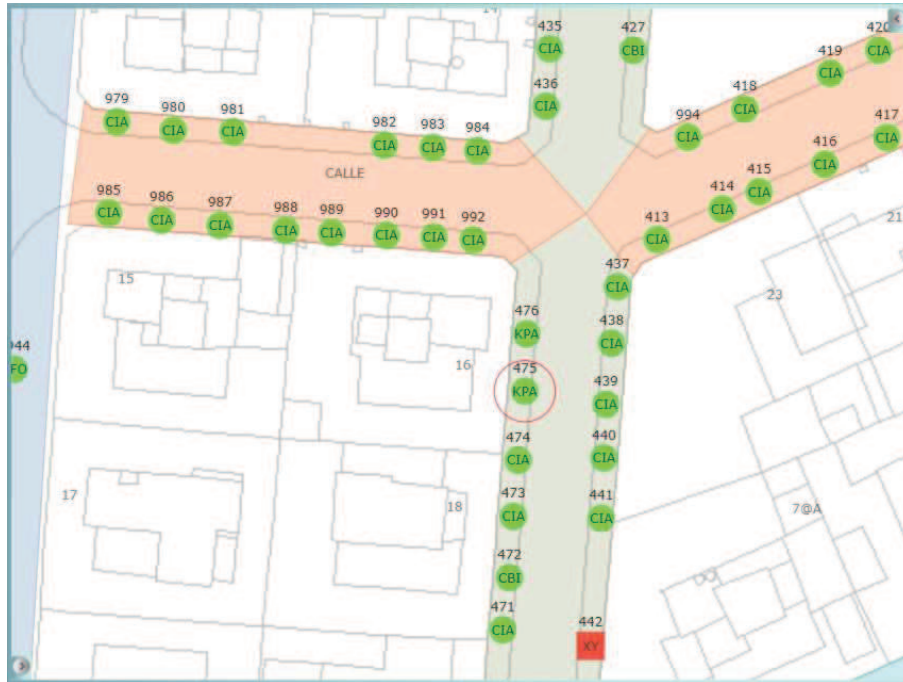 14
435
CIA
427
CBI
420
CIA
419
CIA
418
CIA
436
CIA
417
CIA
979
CIA
980
CIA
981
CIA
982
CIA
983
CIA
984
CIA
994
CIA
416
CIA
415
CIA
414
CIA
413
CIA
CALLE
985
CIA
986
CIA
987
CIA
988
CIA
989
CIA
990
CIA
991
CIA
992
CIA
21
437
CIA
15
23
476
KPA
438
CIA
944
FO
16
475
KPA
439
CIA
474
CIA
440
CIA
17
18
473
CIA
441
CIA
7@A
472
CBI
471
CIA
442
XY